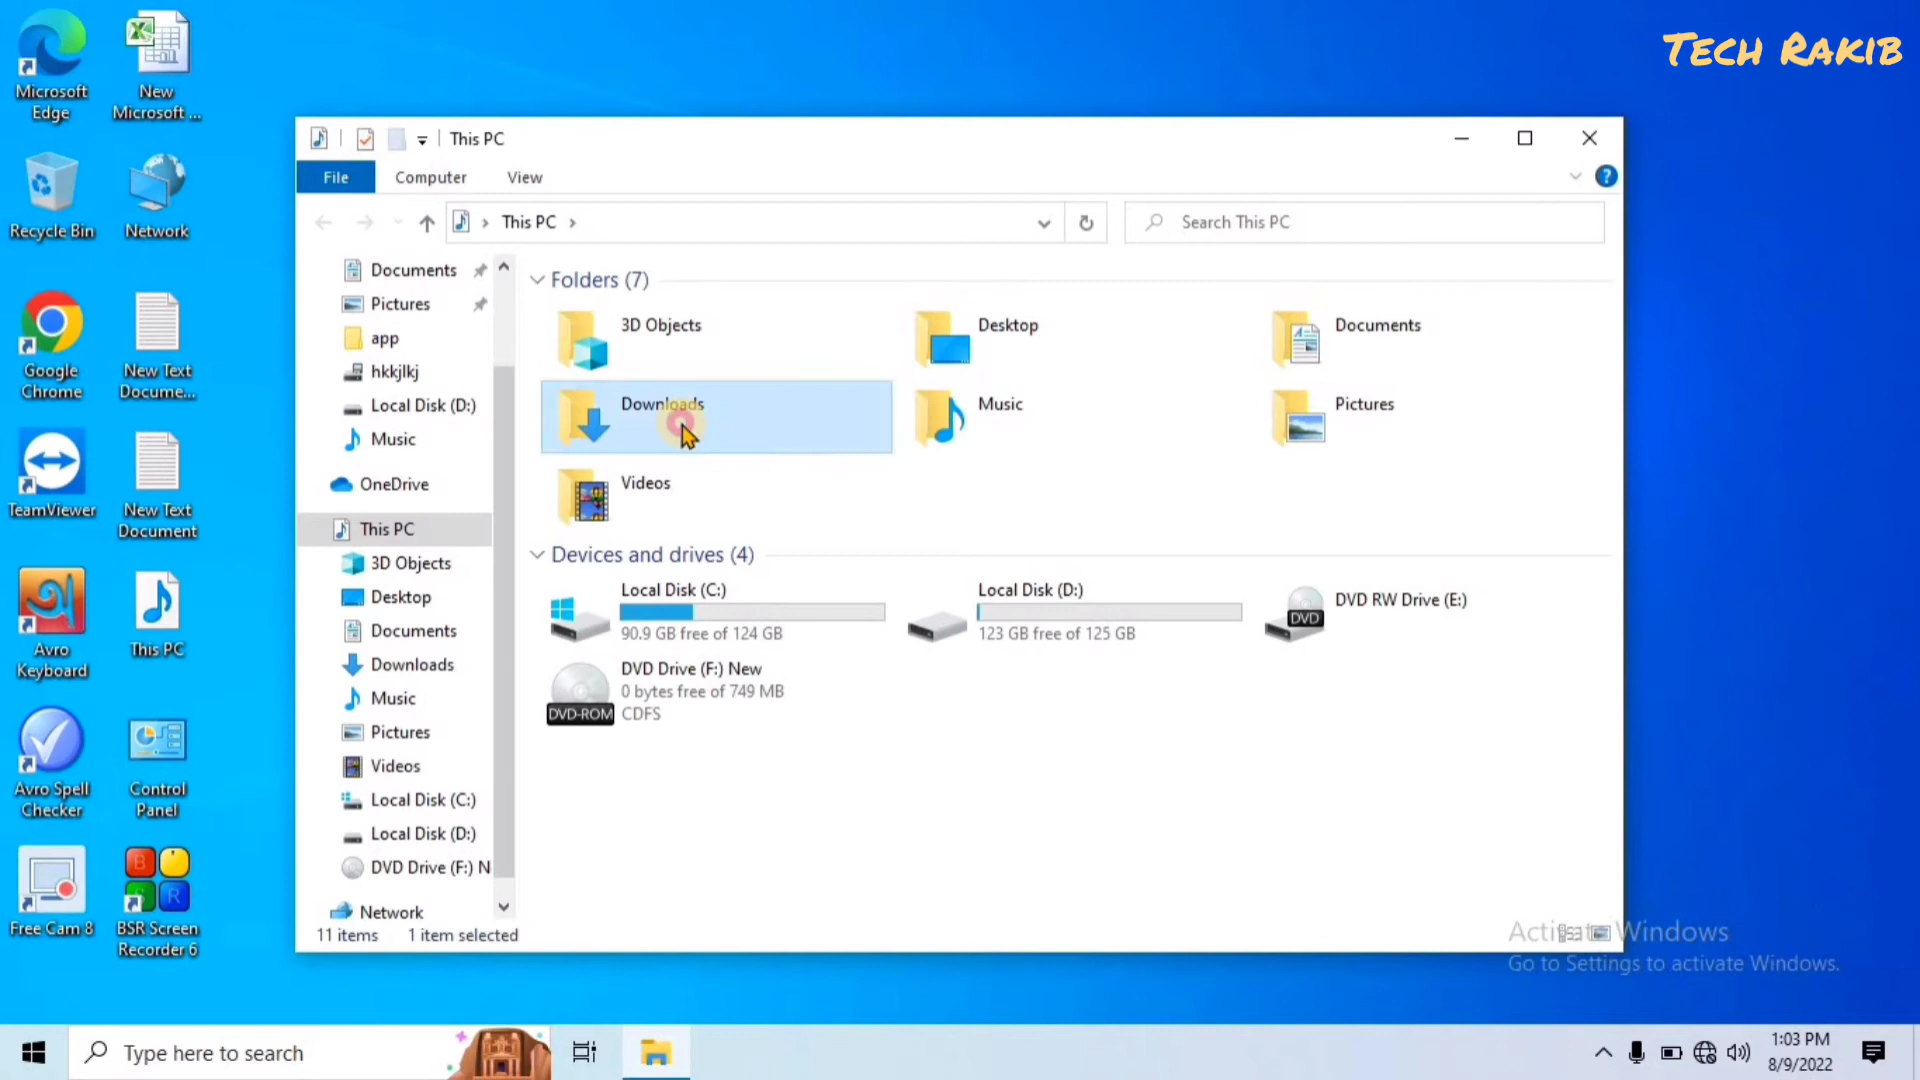 TECH RAKIB
Microsoft
Edge
New
Microsoft ...
Recycle Bin
Network
Google
Chrome
New Text
Docume...
TeamViewer
New Text
Document
Avro
Keyboard
This PC
Avro Spell
Checker
Control
Panel
Free Cam 8
BSR Screen
Recorder 6
This PC
File
Computer
View
This PC
Search This PC
Documents
Pictures
app
hkkjlkj
Local Disk (D:)
Music
OneDrive
This PC
3D Objects
Desktop
Documents
Downloads
Music
Pictures
Videos
Local Disk (C:)
Local Disk (D:)
DVD Drive (F:) N
Network
Folders (7)
3D Objects
Desktop
Documents
Downloads
Music
Pictures
Videos
Devices and drives (4)
Local Disk (C:)
90.9 GB free of 124 GB
Local Disk (D:)
123 GB free of 125 GB
DVD
DVD RW Drive (E:)
DVD-ROM
DVD Drive (F:) New
0 bytes free of 749 MB
CDFS
11 items
1 item selected
Activate Windows
Go to Settings to activate Windows.
Type here to search
1:03 PM
8/9/2022